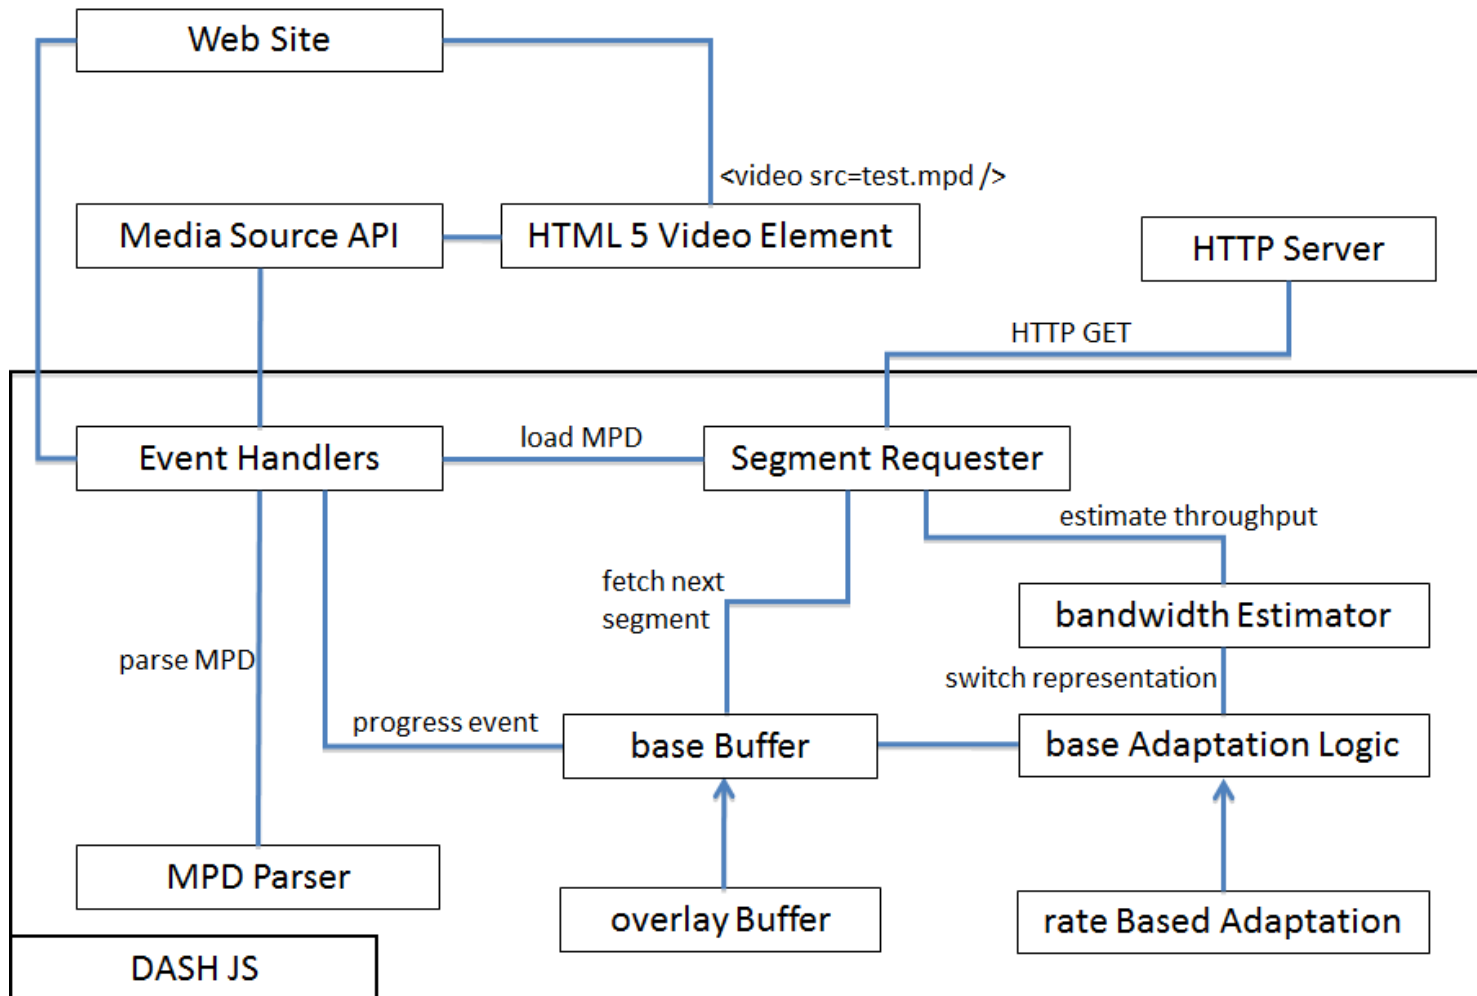 Web Site
<video src=test.mpd />
Media Source API
HTML 5 Video Element
HTTP Server
HTTP GET
Event Handlers
load MPD
Segment Requester
estimate throughput
fetch next
segment
bandwidth Estimator
parse MPD
switch representation
progress event
base Buffer
base Adaptation Logic
MPD Parser
overlay Buffer
rate Based Adaptation
DASH JS